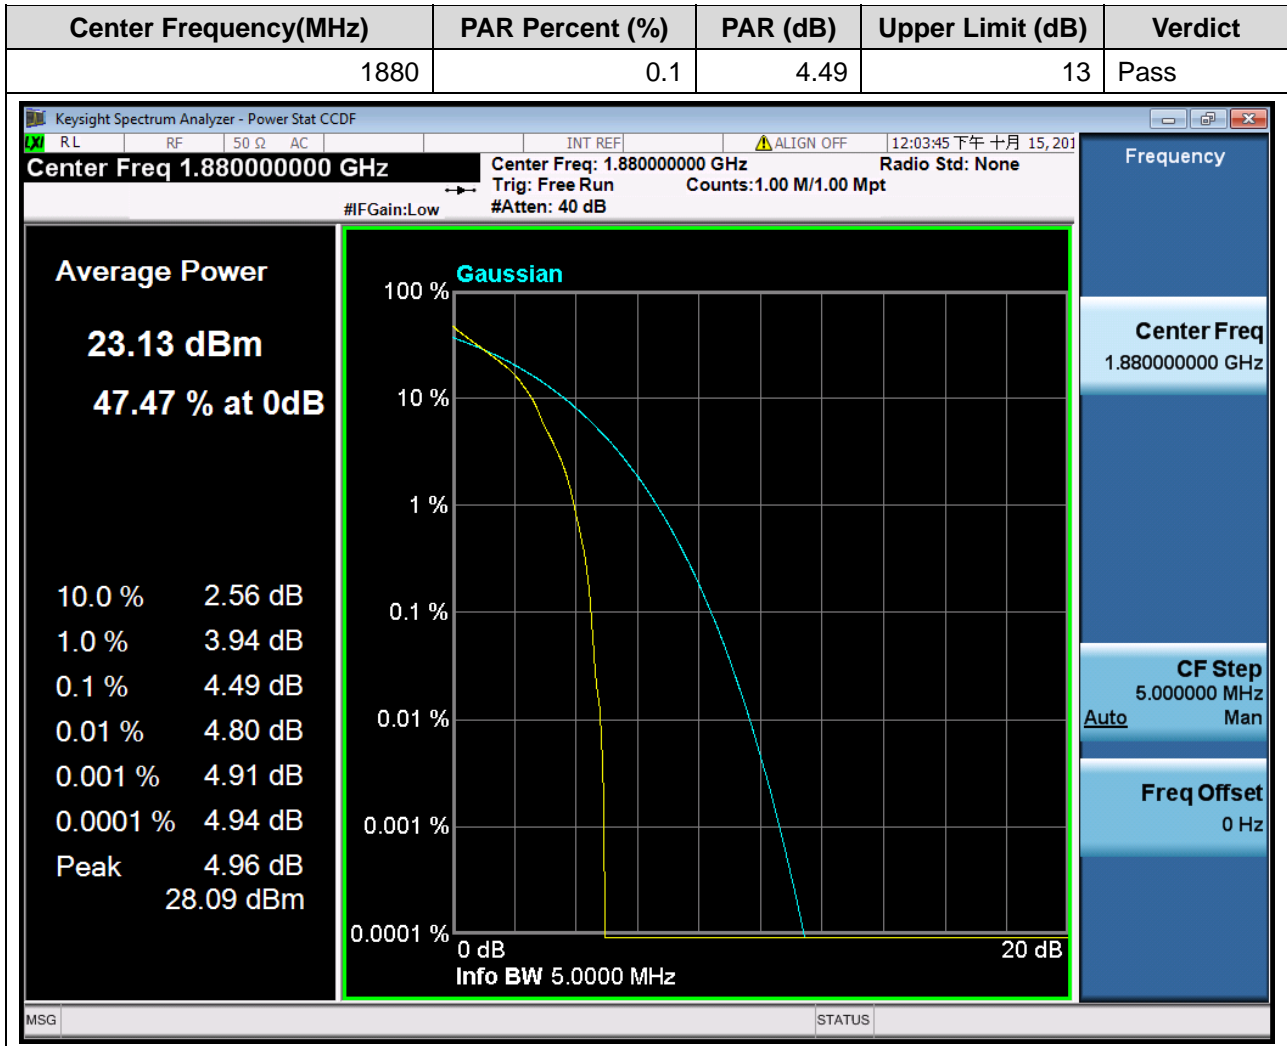 Center Frequency(MHz) PAR Percent (%) PAR (dB) Upper Limit (dB) Verdict
1880 0.1 4.49 13 Pass
Keysight Spectrum Analyzer - Power Stat CCDF
LXI RL RF 50 Ω AC INT REF ALIGN OFF 12:03:45 下午 十月 15, 201
Center Freq 1.880000000 GHz
#IFGain:Low
Center Freq: 1.880000000 GHz Radio Std: None
Trig: Free Run Counts:1.00 M/1.00 Mpt
#Atten: 40 dB
Average Power
23.13 dBm
47.47 % at 0dB
10.0 % 2.56 dB
1.0 % 3.94 dB
0.1 % 4.49 dB
0.01 % 4.80 dB
0.001 % 4.91 dB
0.0001 % 4.94 dB
Peak 4.96 dB
28.09 dBm
Gaussian
100 %
10 %
1 %
0.1 %
0.01 %
0.001 %
0.0001 %
0 dB 20 dB
Info BW 5.0000 MHz
Frequency
Center Freq
1.880000000 GHz
CF Step
5.000000 MHz
Auto Man
Freq Offset
0 Hz
MSG STATUS